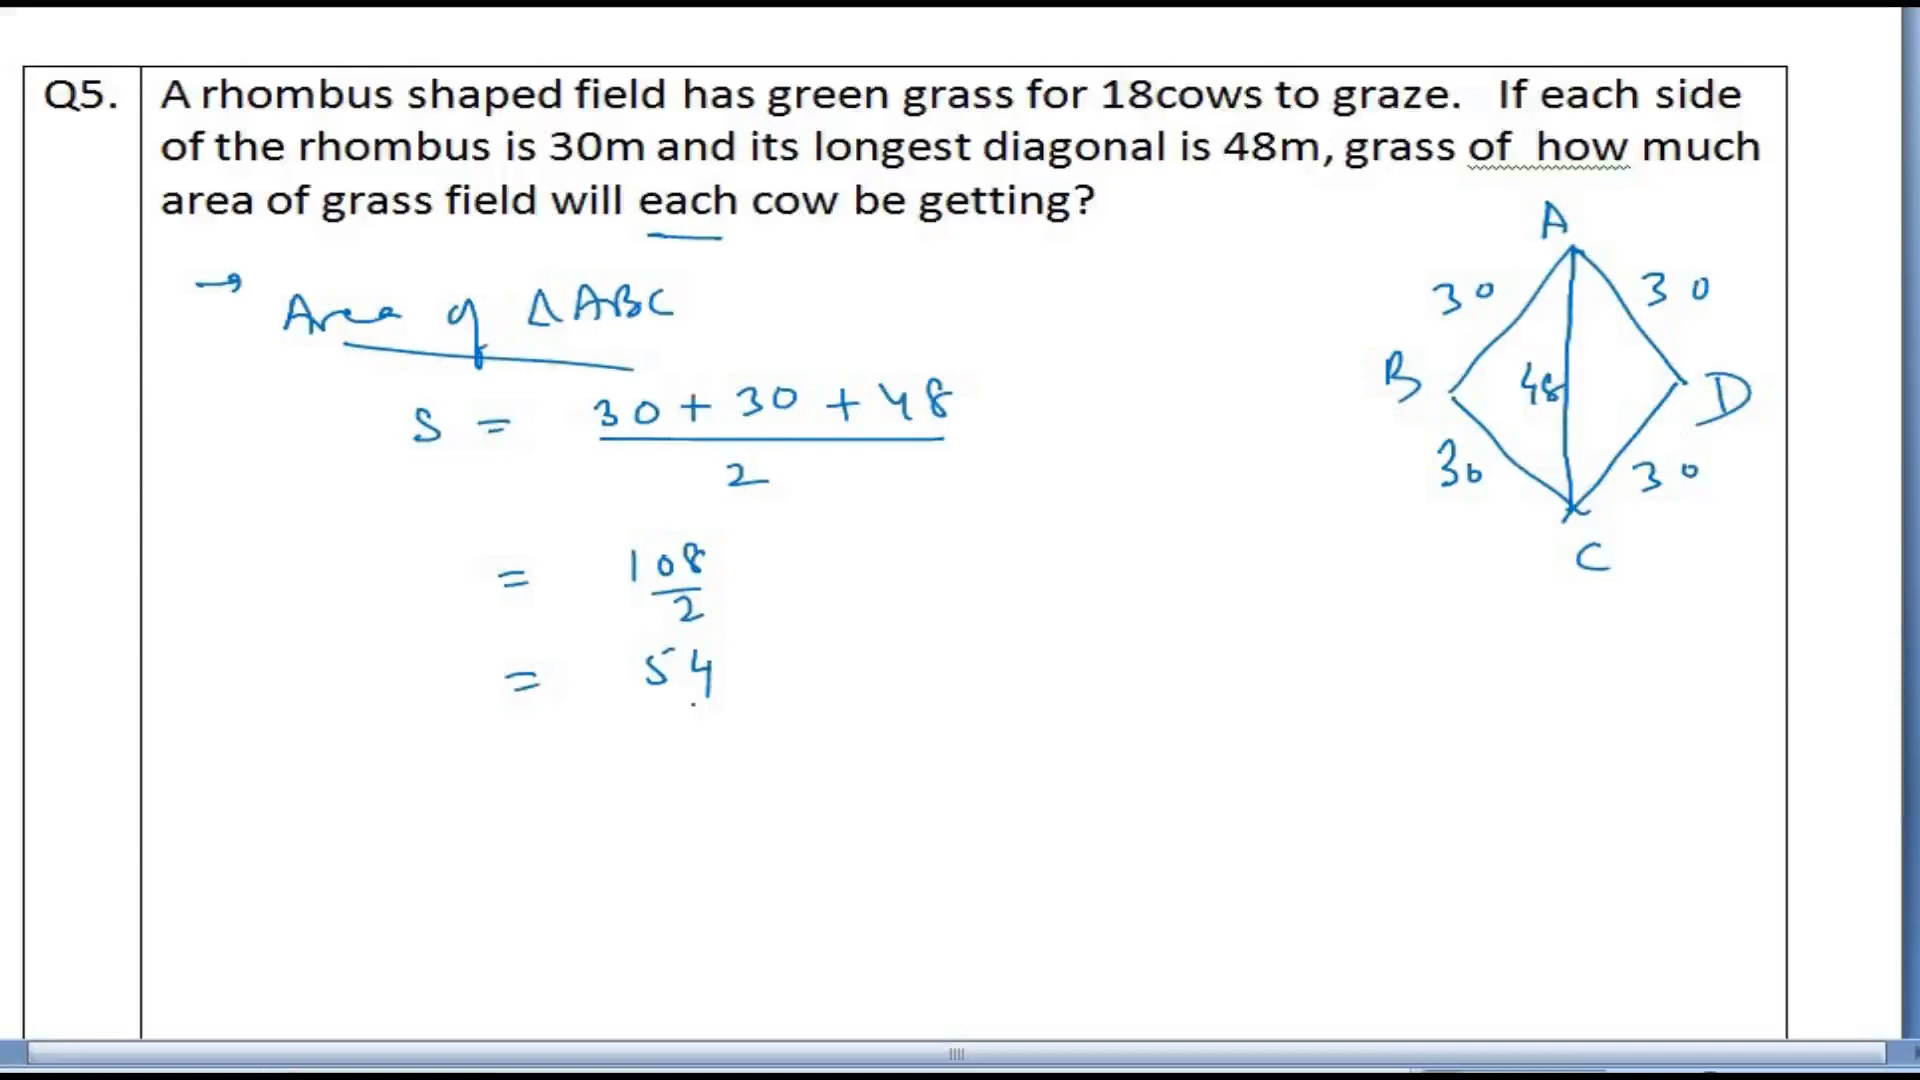 Q5.
A rhombus shaped field has green grass for 18cows to graze. If each side
of the rhombus is 30m and its longest diagonal is 48m, grass of how much
area of grass field will each cow be getting?
→ Area of △ABC
S = 30 + 30 + 48
2
= 108
2
= 54
A
30 30
B 48 D
30 30
C